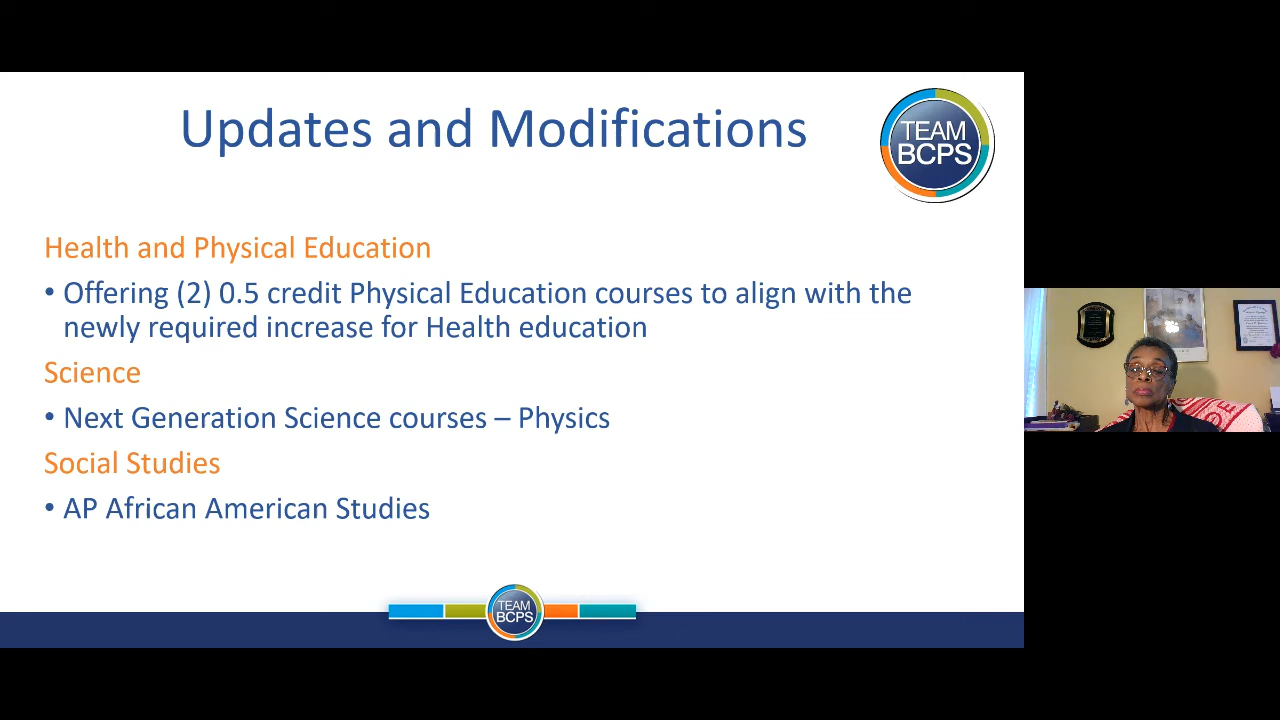 Updates and Modifications
TEAM
BCPS
Health and Physical Education
• Offering (2) 0.5 credit Physical Education courses to align with the
newly required increase for Health education
Science
• Next Generation Science courses – Physics
Social Studies
• AP African American Studies
TEAM
BCPS